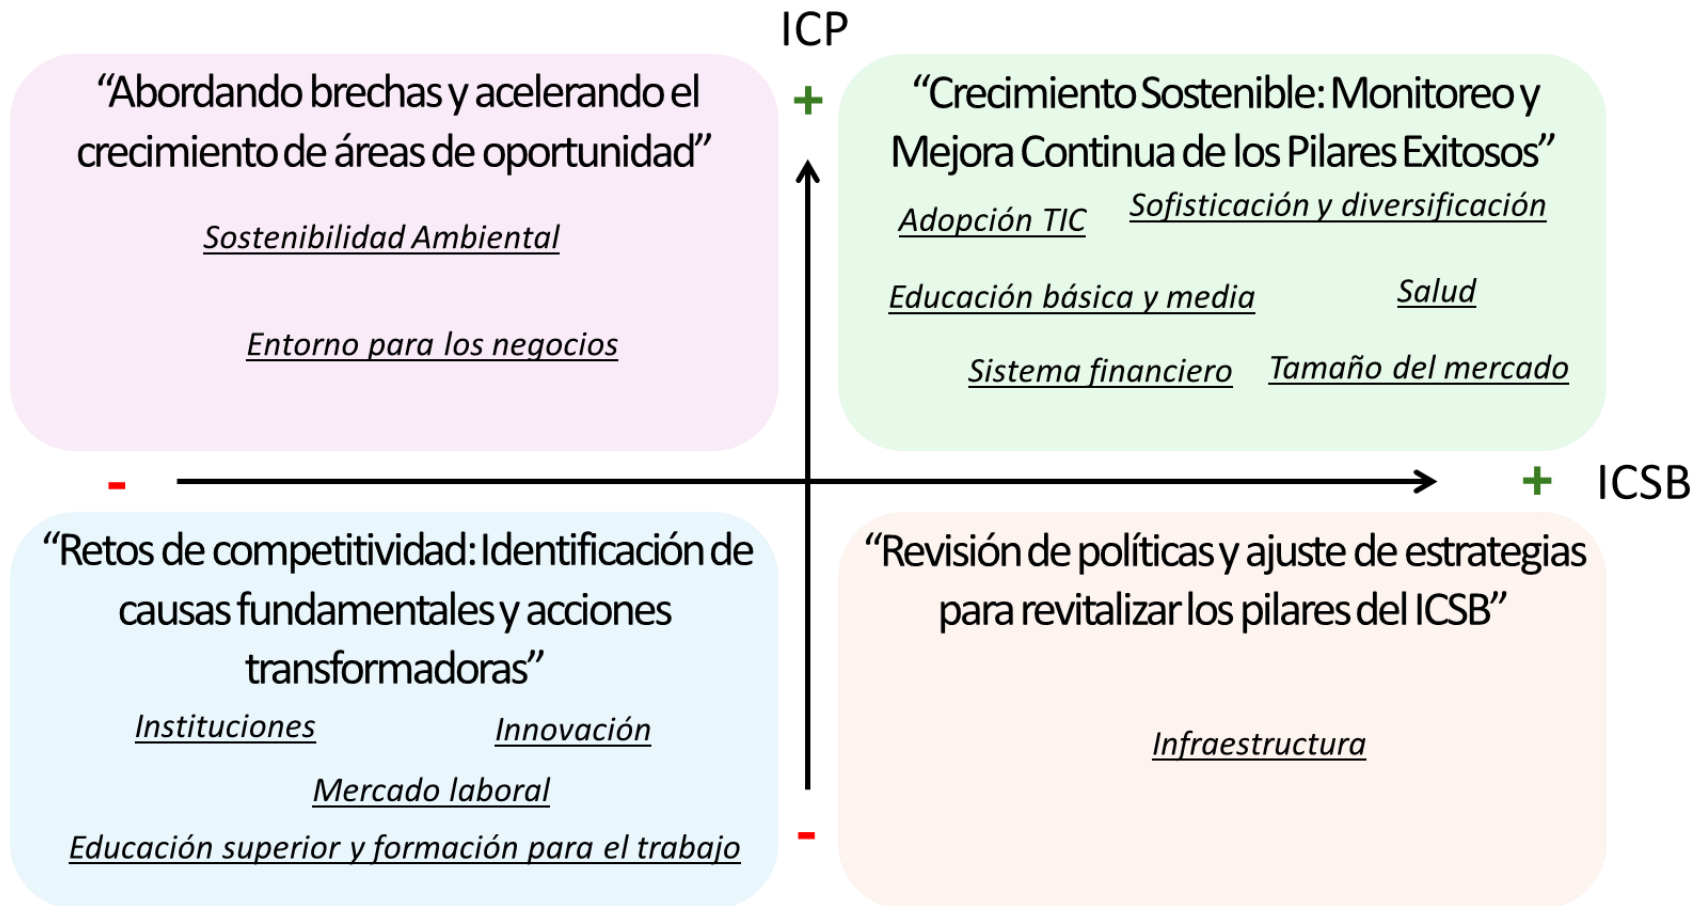 ICP
“Abordando brechas y acelerando el
crecimiento de áreas de oportunidad”
Sostenibilidad Ambiental
Entorno para los negocios
+
“Crecimiento Sostenible: Monitoreo y
Mejora Continua de los Pilares Exitosos”
Adopción TIC
Sofisticación y diversificación
Educación básica y media
Salud
Sistema financiero
Tamaño del mercado
-
+
ICSB
“Retos de competitividad: Identificación de
causas fundamentales y acciones
transformadoras”
Instituciones
Innovación
Mercado laboral
Educación superior y formación para el trabajo
-
“Revisión de políticas y ajuste de estrategias
para revitalizar los pilares del ICSB”
Infraestructura